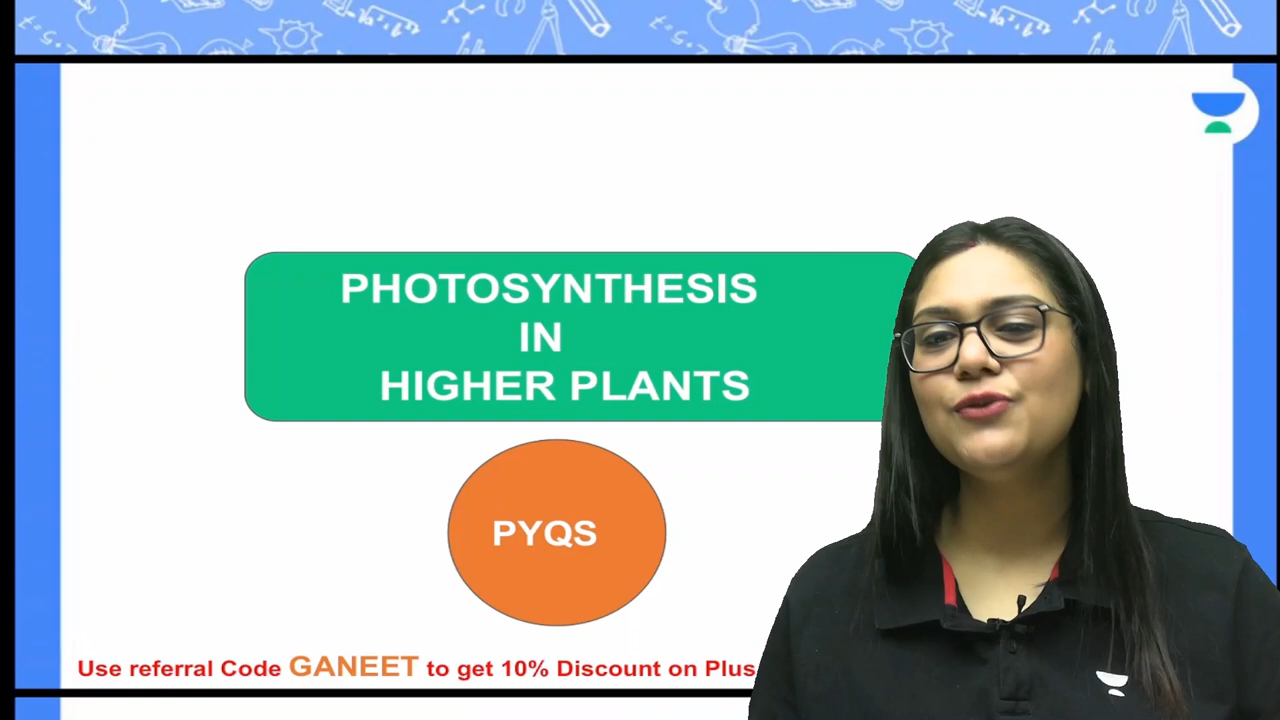 PHOTOSYNTHESIS
IN
HIGHER PLANTS
PYQS
Use referral Code GANEET to get 10% Discount on Plus